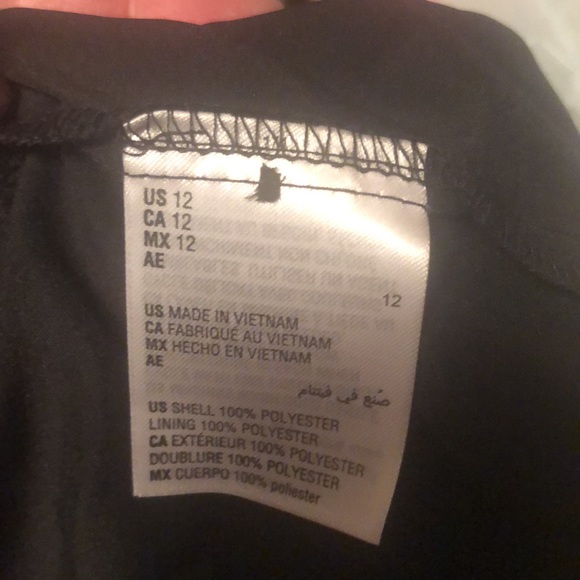 US 12
CA 12
MX 12
AE
12
US MADE IN VIETNAM
CA FABRIQUÉ AU VIETNAM
MX HECHO EN VIETNAM
AE
صنع في فيتنام
US SHELL 100% POLYESTER
LINING 100% POLYESTER
CA EXTÉRIEUR 100% POLYESTER
DOUBLURE 100% POLYESTER
MX CUERPO 100% poliester